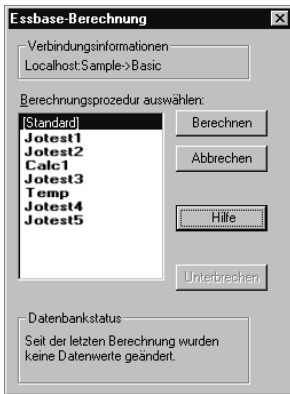 Essbase-Berechnung
Verbindungsinformationen
Localhost:Sample->Basic
Berechnungsprozedur auswählen:
[Standard]
Jotest1
Jotest2
Calc1
Jotest3
Temp
Jotest4
Jotest5
Berechnen
Abbrechen
Hilfe
Unterbrechen
Datenbankstatus
Seit der letzten Berechnung wurden
keine Datenwerte geändert.